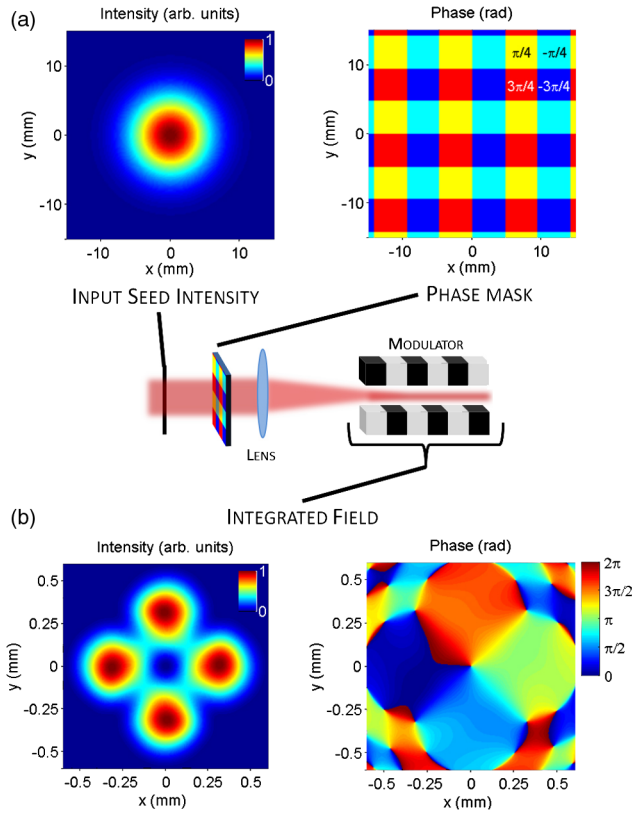 (a)
Intensity (arb. units)
Phase (rad)
1
0
10
0
-10
y (mm)
-10
0
10
x (mm)
π/4 -π/4
3π/4 -3π/4
10
0
-10
y (mm)
-10
0
10
x (mm)
INPUT SEED INTENSITY
PHASE MASK
MODULATOR
LENS
INTEGRATED FIELD
(b)
Intensity (arb. units)
Phase (rad)
1
0
0.5
0.25
0
-0.25
-0.5
y (mm)
-0.5 -0.25 0 0.25 0.5
x (mm)
0.5
0.25
0
-0.25
-0.5
y (mm)
-0.5 -0.25 0 0.25 0.5
x (mm)
2π
3π/2
π
π/2
0